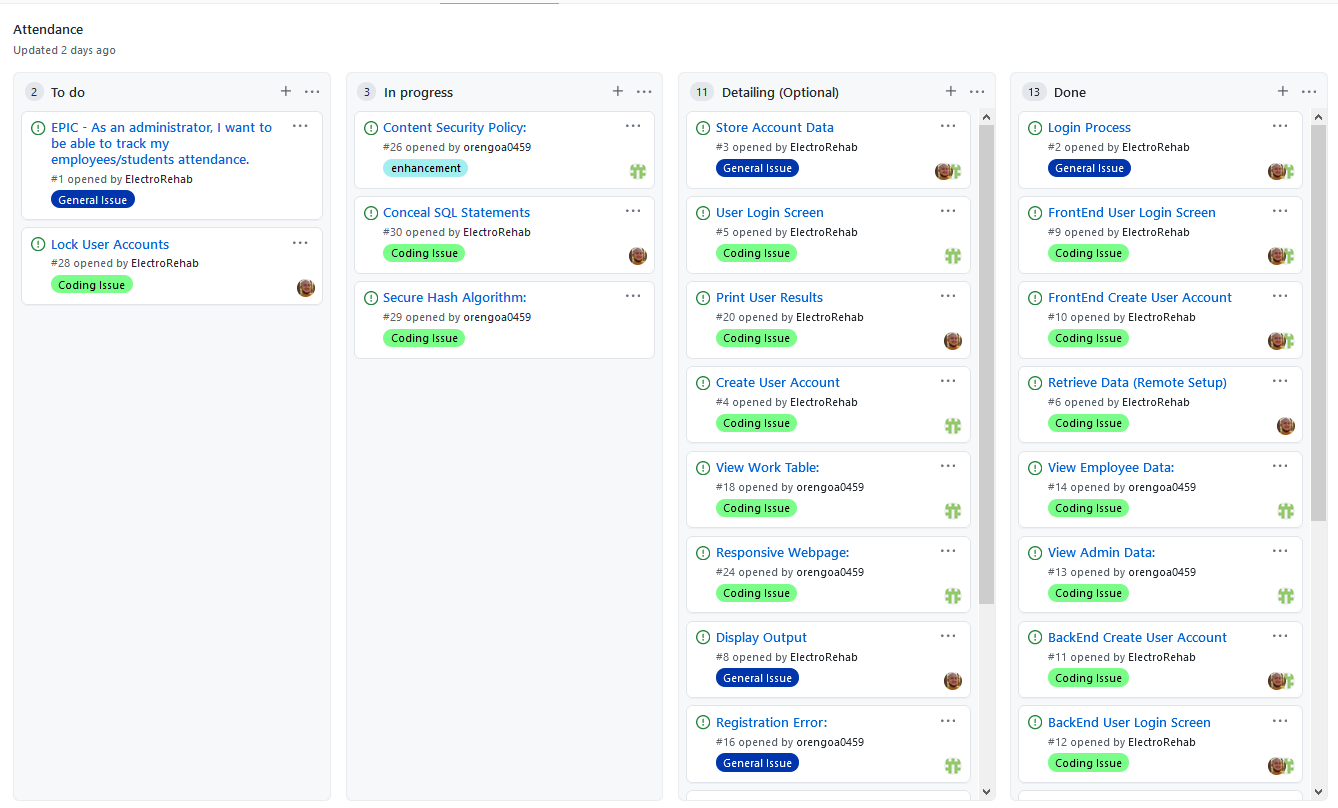 Attendance
Updated 2 days ago
2 To do
EPIC - As an administrator, I want to
be able to track my
employees/students attendance.
#1 opened by ElectroRehab
General Issue
Lock User Accounts
#28 opened by ElectroRehab
Coding Issue
3 In progress
Content Security Policy:
#26 opened by orengoa0459
enhancement
Conceal SQL Statements
#30 opened by ElectroRehab
Coding Issue
Secure Hash Algorithm:
#29 opened by orengoa0459
Coding Issue
11 Detailing (Optional)
Store Account Data
#3 opened by ElectroRehab
General Issue
User Login Screen
#5 opened by ElectroRehab
Coding Issue
Print User Results
#20 opened by ElectroRehab
Coding Issue
Create User Account
#4 opened by ElectroRehab
Coding Issue
View Work Table:
#18 opened by orengoa0459
Coding Issue
Responsive Webpage:
#24 opened by orengoa0459
Coding Issue
Display Output
#8 opened by ElectroRehab
General Issue
Registration Error:
#16 opened by orengoa0459
General Issue
13 Done
Login Process
#2 opened by ElectroRehab
General Issue
FrontEnd User Login Screen
#9 opened by ElectroRehab
Coding Issue
FrontEnd Create User Account
#10 opened by ElectroRehab
Coding Issue
Retrieve Data (Remote Setup)
#6 opened by ElectroRehab
Coding Issue
View Employee Data:
#14 opened by orengoa0459
Coding Issue
View Admin Data:
#13 opened by orengoa0459
Coding Issue
BackEnd Create User Account
#11 opened by ElectroRehab
Coding Issue
BackEnd User Login Screen
#12 opened by ElectroRehab
Coding Issue